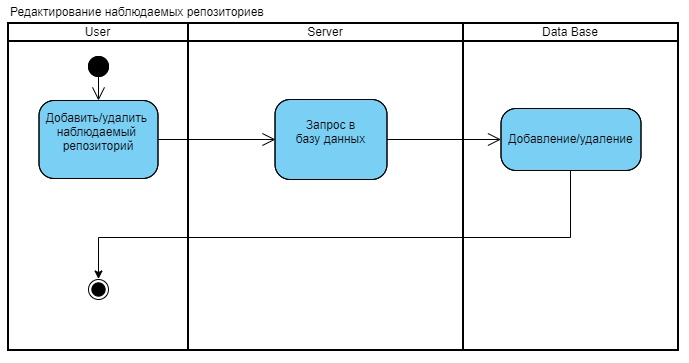 Редактирование наблюдаемых репозиториев
User
Server
Data Base
Добавить/удалить
наблюдаемый
репозиторий
Запрос в
базу данных
Добавление/удаление